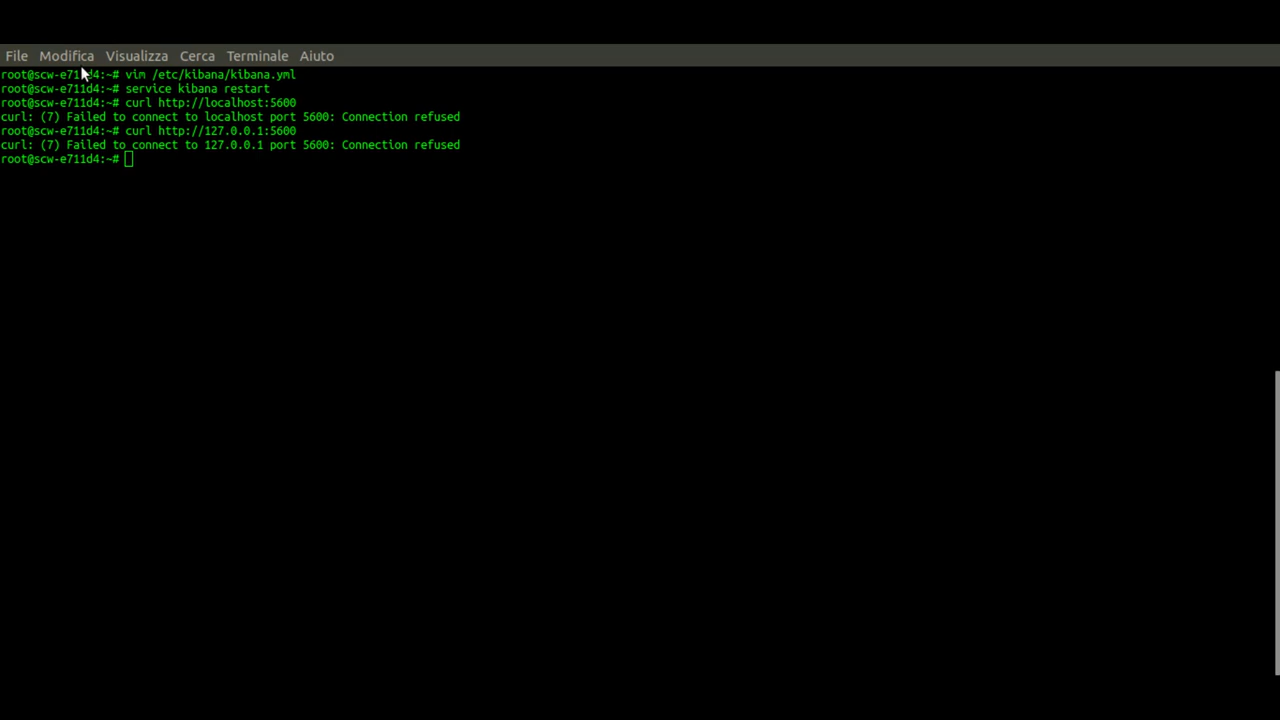 File Modifica Visualizza Cerca Terminale Aiuto
root@scw-e711d4:~# vim /etc/kibana/kibana.yml
root@scw-e711d4:~# service kibana restart
root@scw-e711d4:~# curl http://localhost:5600
curl: (7) Failed to connect to localhost port 5600: Connection refused
root@scw-e711d4:~# curl http://127.0.0.1:5600
curl: (7) Failed to connect to 127.0.0.1 port 5600: Connection refused
root@scw-e711d4:~#